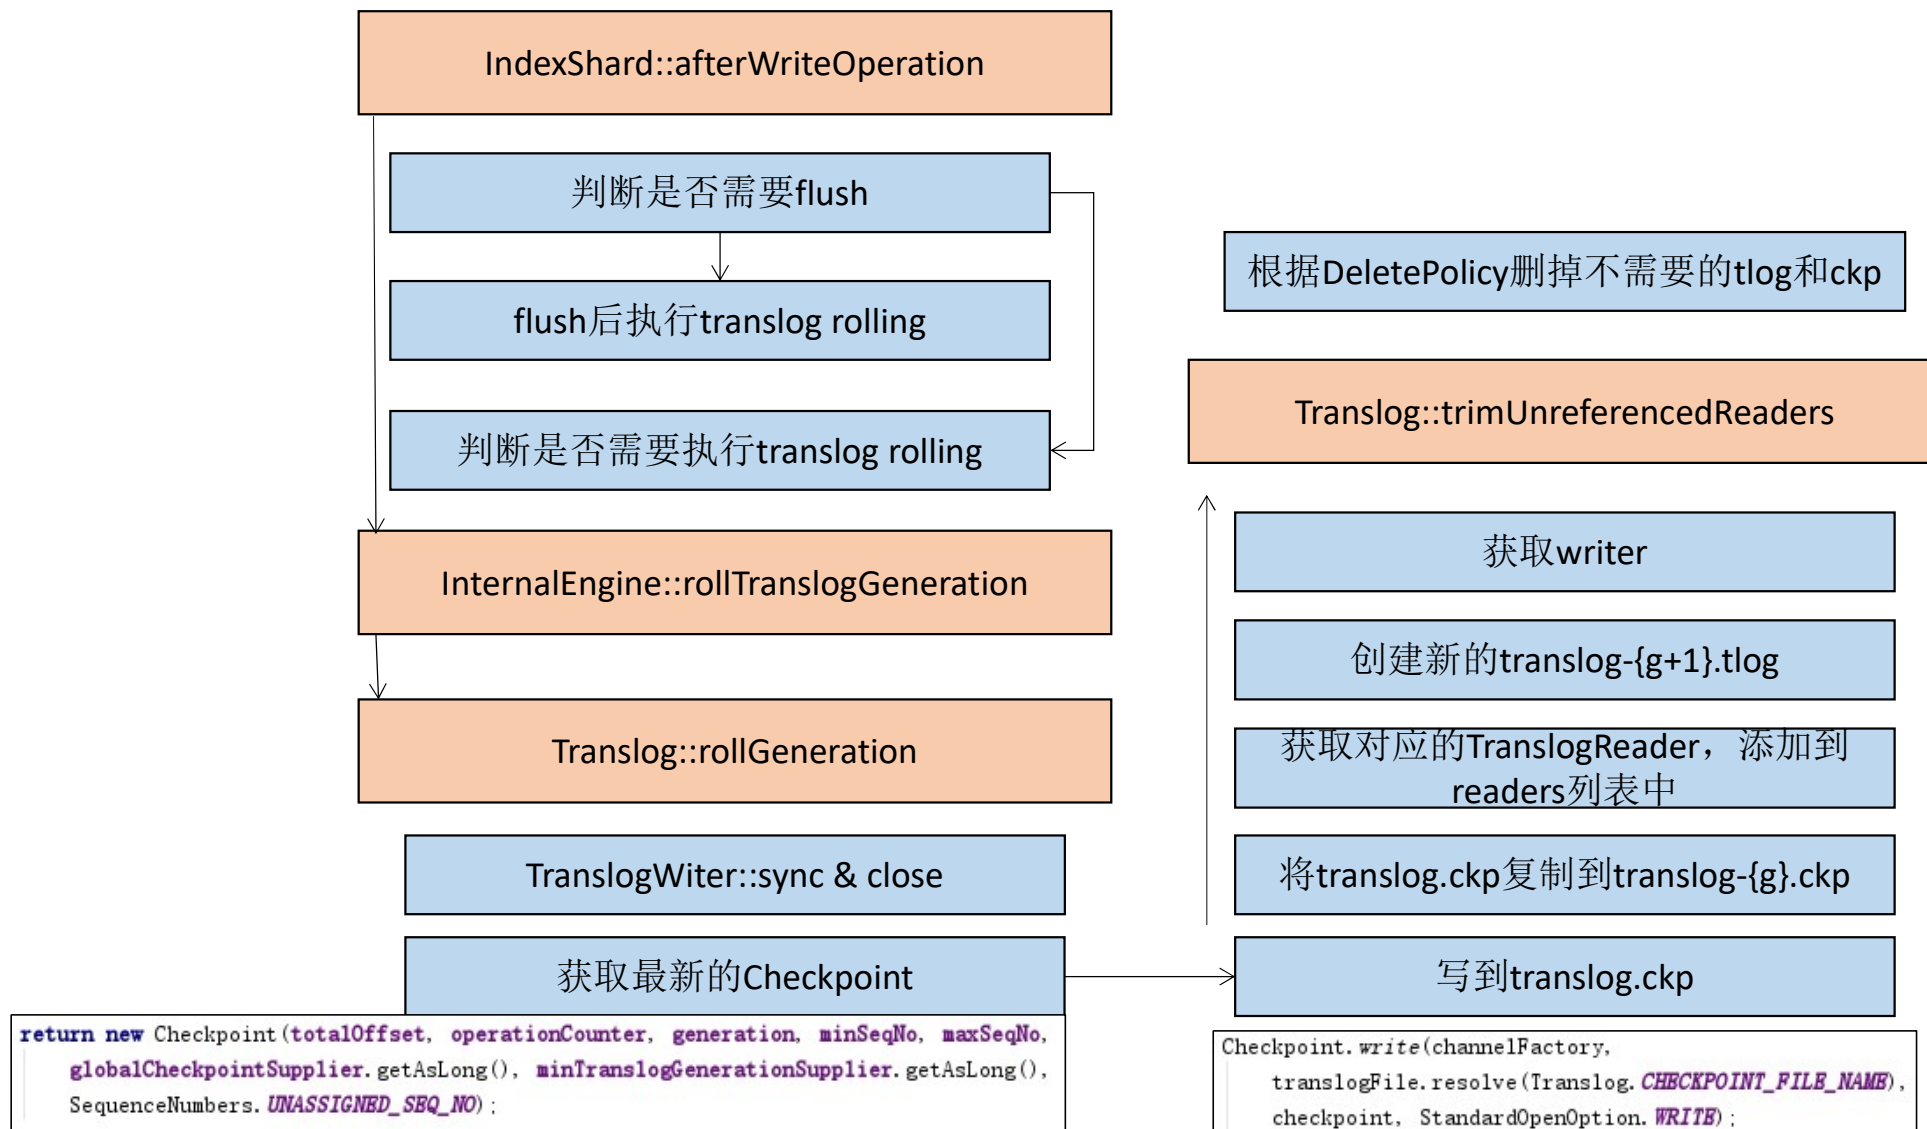 IndexShard::afterWriteOperation
判断是否需要flush
flush后执行translog rolling
判断是否需要执行translog rolling
InternalEngine::rollTranslogGeneration
Translog::rollGeneration
TranslogWiter::sync & close
获取最新的Checkpoint
return new Checkpoint(totalOffset, operationCounter, generation, minSeqNo, maxSeqNo,
globalCheckpointSupplier.getAsLong(), minTranslogGenerationSupplier.getAsLong(),
SequenceNumbers.UNASSIGNED_SEQ_NO);
根据DeletePolicy删掉不需要的tlog和ckp
Translog::trimUnreferencedReaders
获取writer
创建新的translog-{g+1}.tlog
获取对应的TranslogReader，添加到
readers列表中
将translog.ckp复制到translog-{g}.ckp
写到translog.ckp
Checkpoint.write(channelFactory,
translogFile.resolve(Translog.CHECKPOINT_FILE_NAME),
checkpoint, StandardOpenOption.WRITE);